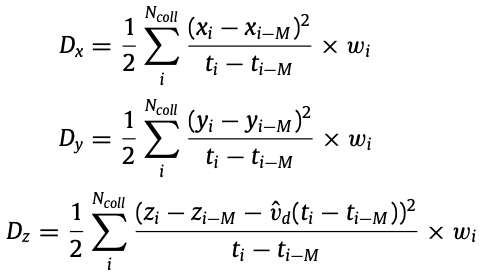 $D_x = \frac{1}{2} \sum_{i}^{N_{coll}} \frac{(x_i - x_{i-M})^2}{t_i - t_{i-M}} \times w_i$
$D_y = \frac{1}{2} \sum_{i}^{N_{coll}} \frac{(y_i - y_{i-M})^2}{t_i - t_{i-M}} \times w_i$
$D_z = \frac{1}{2} \sum_{i}^{N_{coll}} \frac{(z_i - z_{i-M} - \hat{v}_d(t_i - t_{i-M}))^2}{t_i - t_{i-M}} \times w_i$